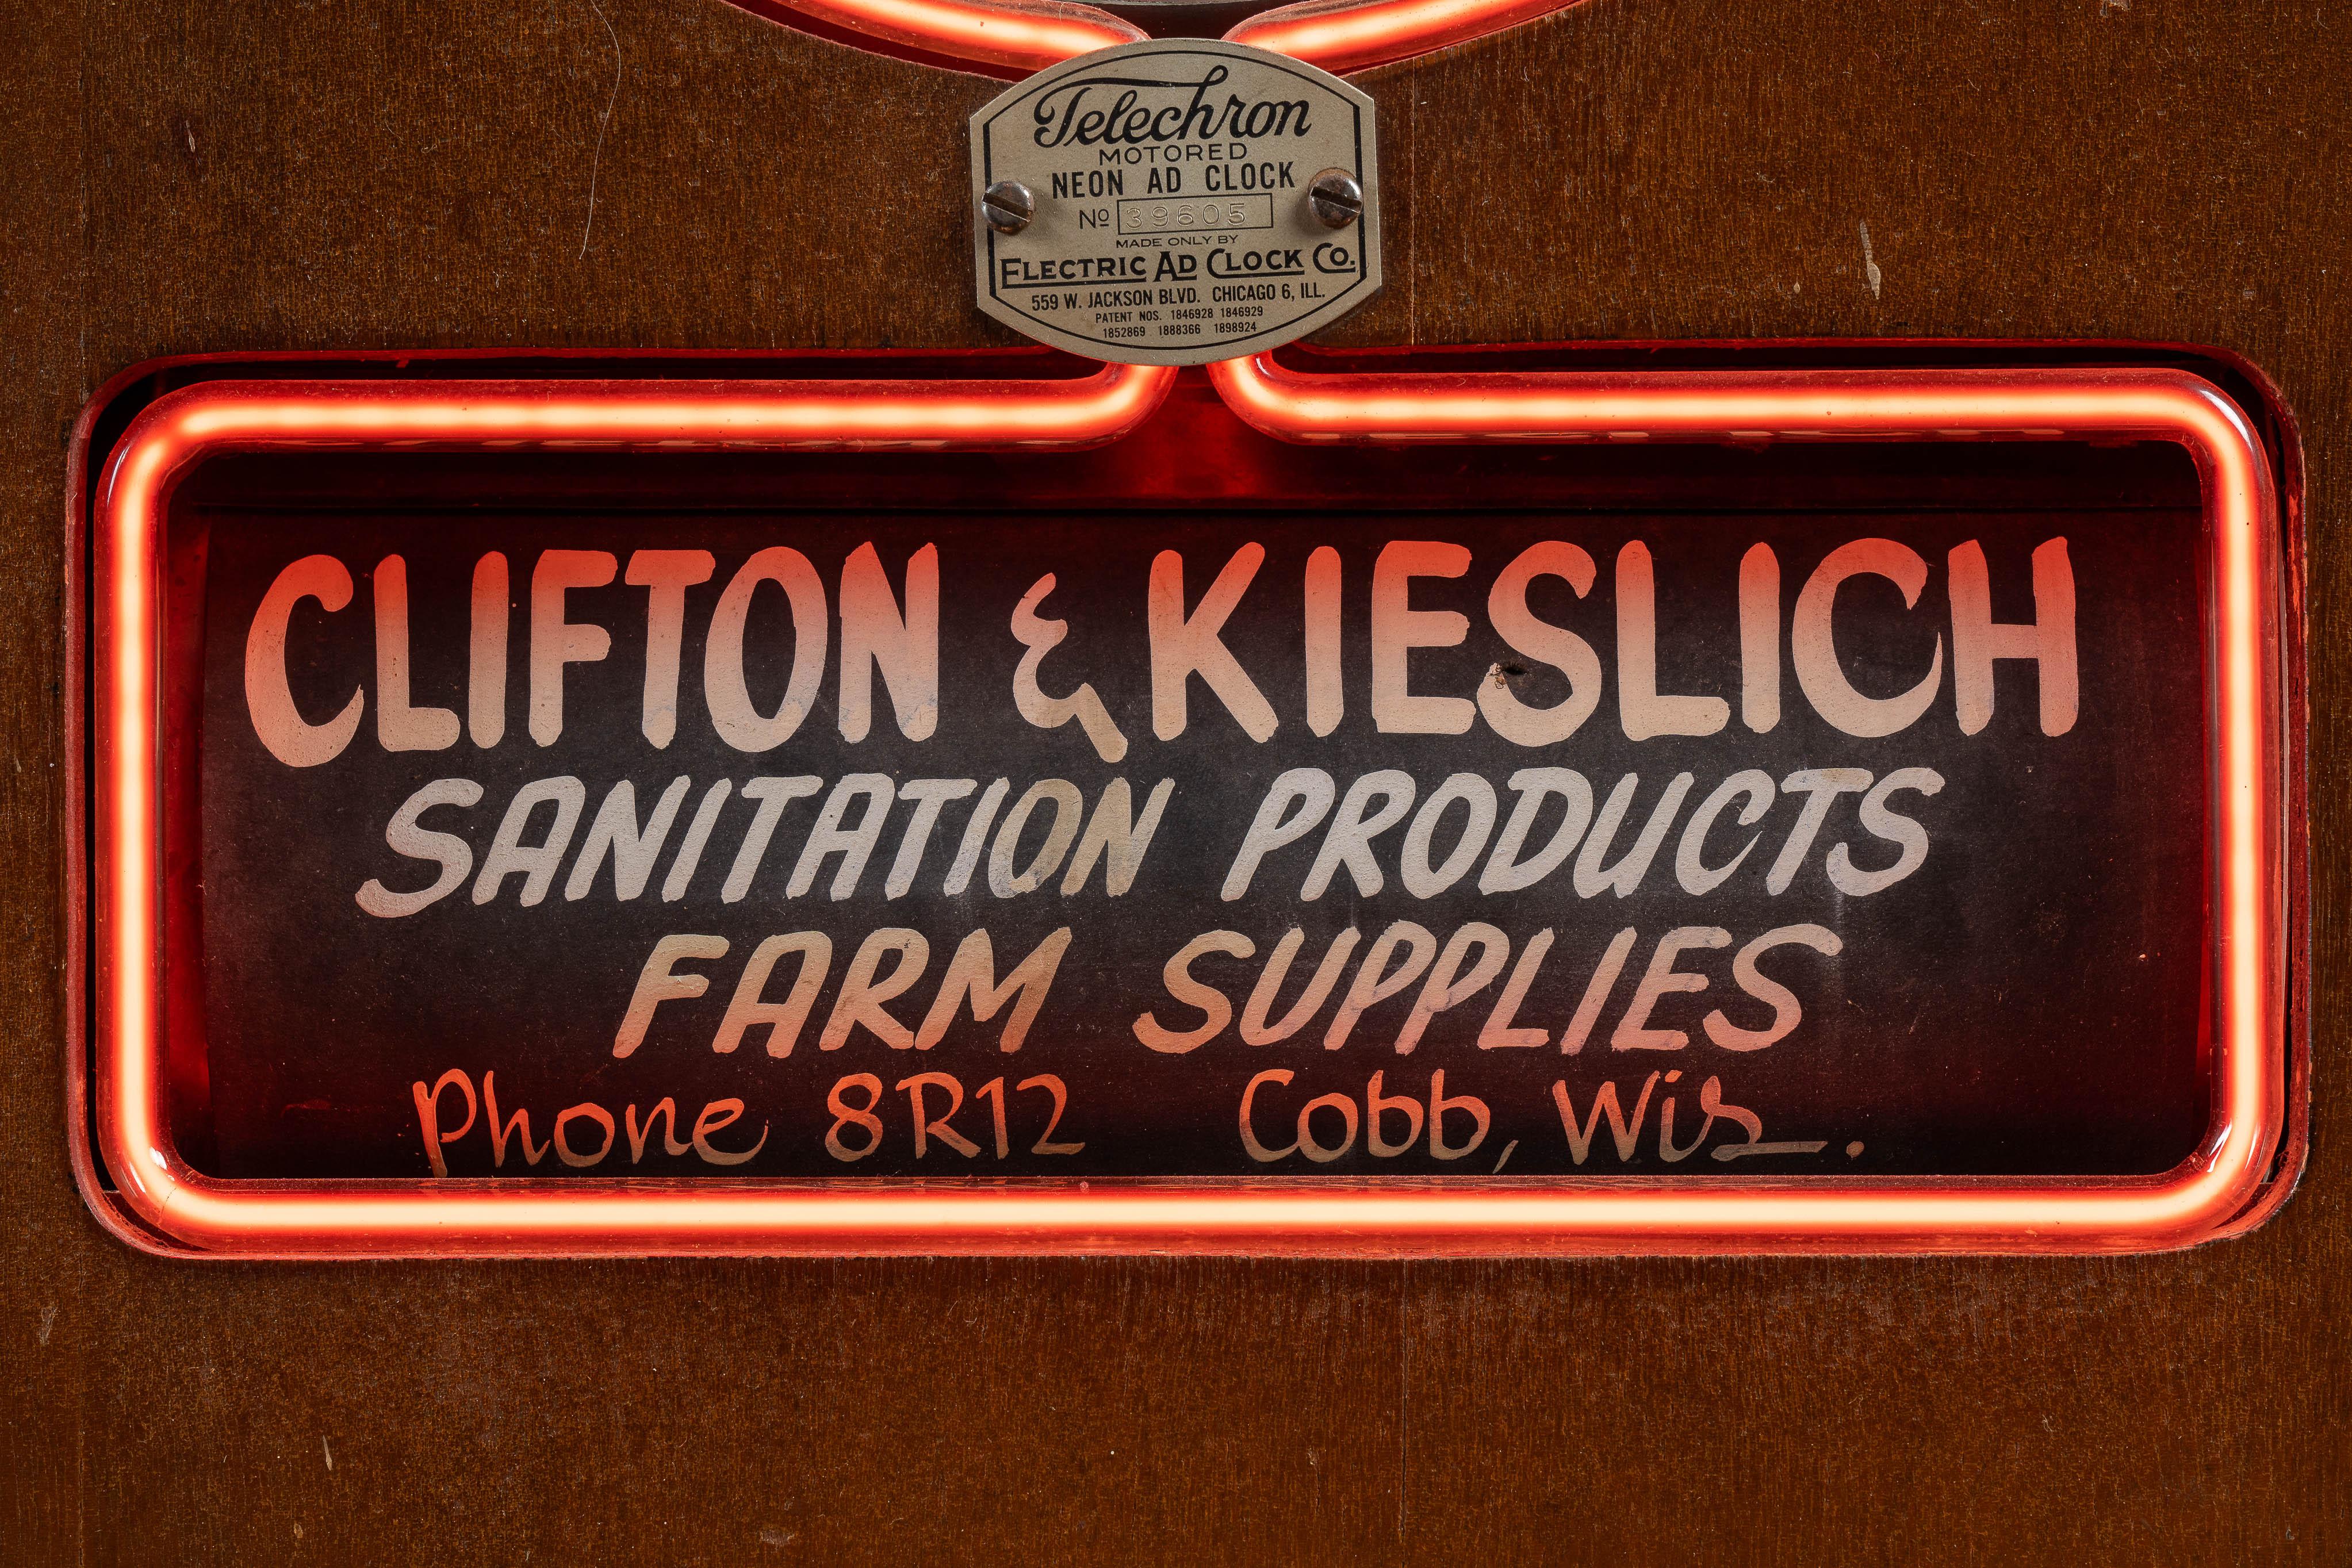 Telechron
MOTORED
NEON AD CLOCK
No 39605
MADE ONLY BY
ELECTRIC AD CLOCK CO.
559 W. JACKSON BLVD. CHICAGO 6, ILL.
PATENT NOS. 1846928 1846929
1852869 1888366 1898924
CLIFTON & KIESLICH
SANITATION PRODUCTS
FARM SUPPLIES
Phone 8R12 Cobb, Wis.